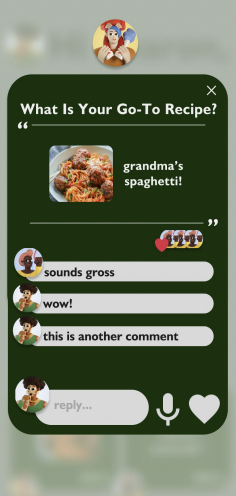 What Is Your Go-To Recipe?
“
grandma's
spaghetti!
”
sounds gross
wow!
this is another comment
reply...